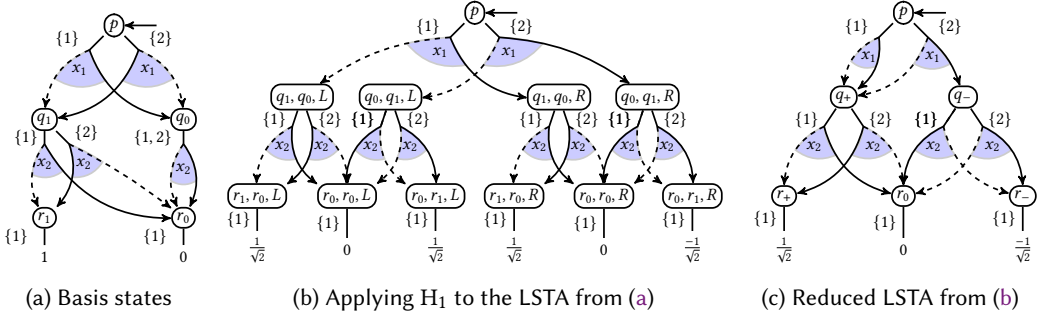 p
{1} {2}
x₁ x₁
q₁ q₀
{1} {2} {1, 2}
x₂ x₂ x₂
r₁ r₀
{1} {1}
1 0
(a) Basis states
p
{1} {2}
x₁ x₁
q₁, q₀, L q₀, q₁, L q₁, q₀, R q₀, q₁, R
{1} {2} {1} {2} {1} {2} {1} {2}
x₂ x₂ x₂ x₂ x₂ x₂ x₂ x₂
r₁, r₀, L r₀, r₀, L r₀, r₁, L r₁, r₀, R r₀, r₀, R r₀, r₁, R
{1} {1} {1} {1} {1} {1}
1/√2 0 1/√2 1/√2 0 -1/√2
(b) Applying H₁ to the LSTA from (a)
p
{1} {2}
x₁ x₁
q₊ q₋
{1} {2} {1} {2}
x₂ x₂ x₂ x₂
r₊ r₀ r₋
{1} {1} {1}
1/√2 0 -1/√2
(c) Reduced LSTA from (b)